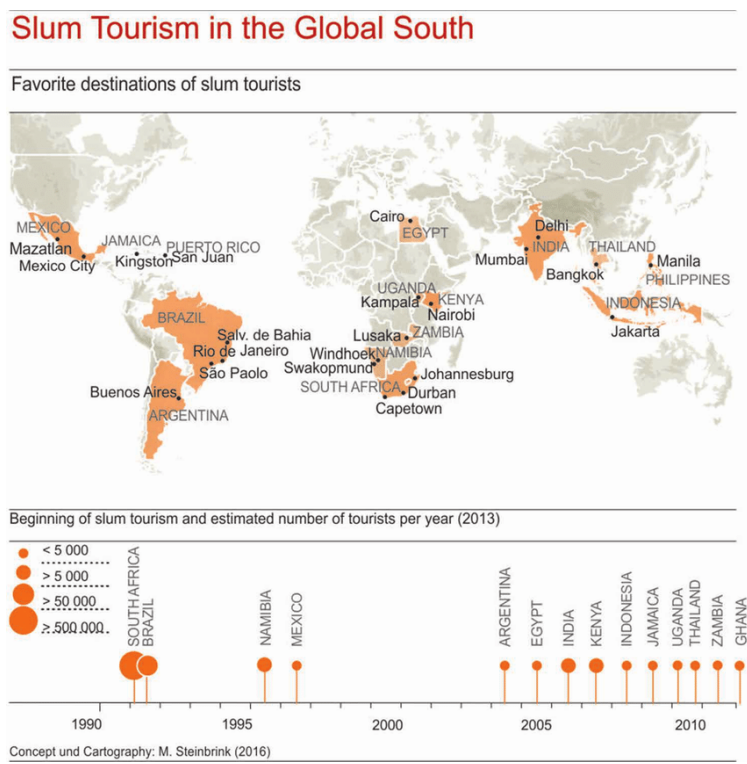 Slum Tourism in the Global South
Favorite destinations of slum tourists
MEXICO
Mazatlan
Mexico City
JAMAICA
Kingston
PUERTO RICO
San Juan
BRAZIL
Salv. de Bahia
Rio de Janeiro
São Paolo
Buenos Aires
ARGENTINA
Cairo
EGYPT
UGANDA
Kampala
KENYA
Nairobi
Lusaka
ZAMBIA
Windhoek
NAMIBIA
Swakopmund
SOUTH AFRICA
Johannesburg
Durban
Capetown
Delhi
Mumbai
INDIA
THAILAND
Bangkok
Manila
PHILIPPINES
INDONESIA
Jakarta
Beginning of slum tourism and estimated number of tourists per year (2013)
< 5 000
> 5 000
> 50 000
> 500.000
SOUTH AFRICA
BRAZIL
NAMIBIA
MEXICO
ARGENTINA
EGYPT
INDIA
KENYA
INDONESIA
JAMAICA
UGANDA
THAILAND
ZAMBIA
GHANA
1990
1995
2000
2005
2010
Concept und Cartography: M. Steinbrink (2016)